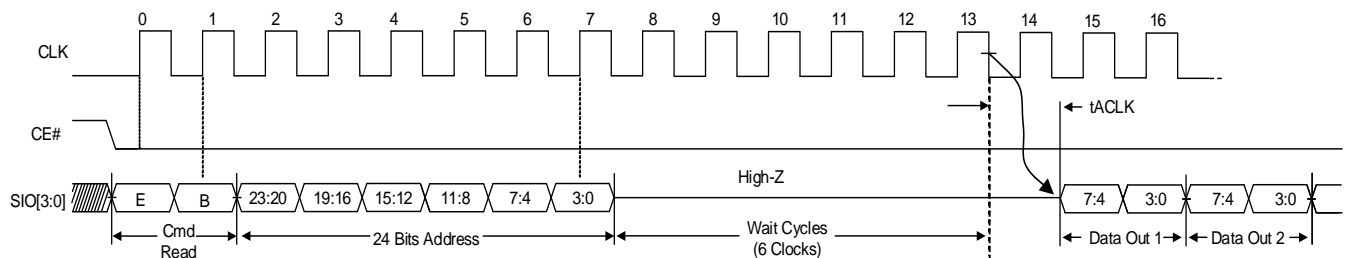 0 1 2 3 4 5 6 7 8 9 10 11 12 13 14 15 16
CLK
tACLK
CE#
High-Z
SIO[3:0] E B 23:20 19:16 15:12 11:8 7:4 3:0 7:4 3:0 7:4 3:0
Cmd 24 Bits Address Wait Cycles Data Out 1 Data Out 2
Read (6 Clocks)